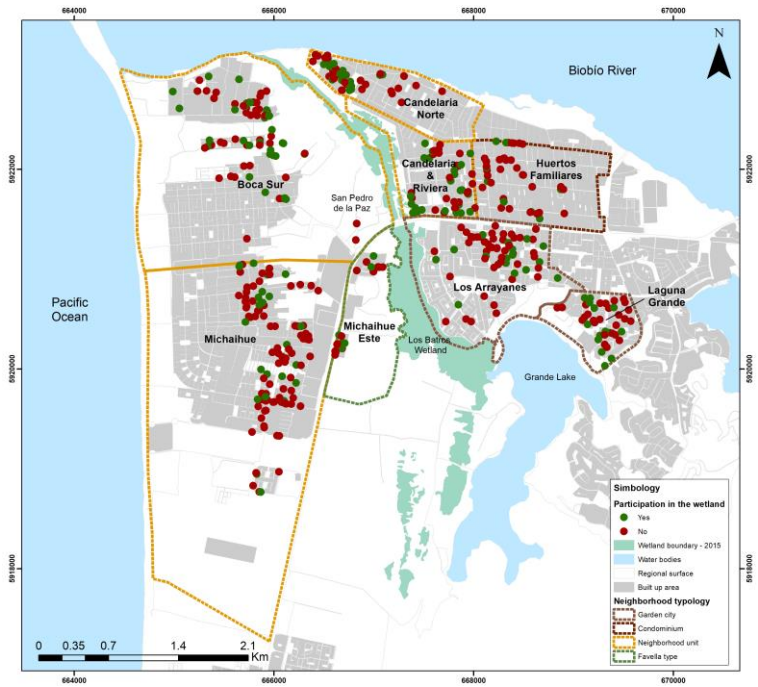 664000
666000
668000
670000
N
Biobío River
Candelaria
Norte
5922000
5922000
Candelaria
&
Riviera
Huertos
Familiares
Boca Sur
San Pedro
de la Paz
Pacific
Ocean
Los Arrayanes
Laguna
Grande
Michaihue
Michaihue
Este
Los Batros
Wetland
Grande Lake
5920000
5920000
Simbology
Participation in the wetland
Yes
No
Wetland boundary - 2015
Water bodies
Regional surface
Built up area
Neighborhood typology
Garden city
Condominium
Neighborhood unit
Favella type
5918000
5918000
0 0.35 0.7 1.4 2.1
Km
664000
666000
668000
670000